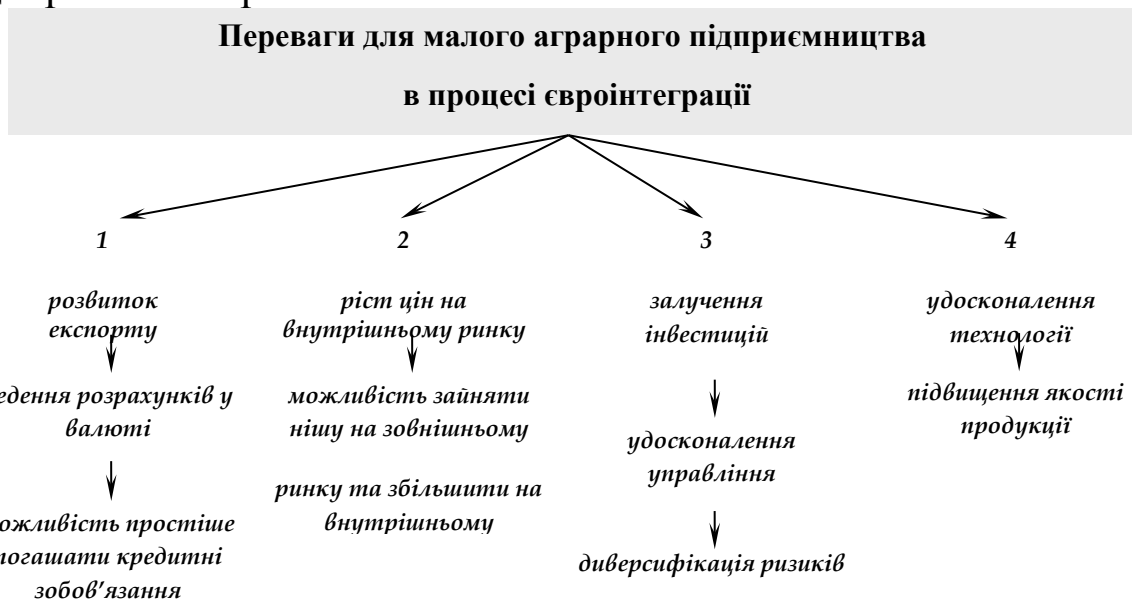 Переваги для малого аграрного підприємництва
в процесі євроінтеграції
1
розвиток
експорту
розрахунків у
валюті
простіше
кредитні
зобов'язання
2
ріст цін на
внутрішньому ринку
можливість зайняти
нішу на зовнішньому
ринку та збільшити на
внутрішньому
3
залучення
інвестицій
удосконалення
управління
диверсифікація ризиків
4
удосконалення
технології
підвищення якості
продукції